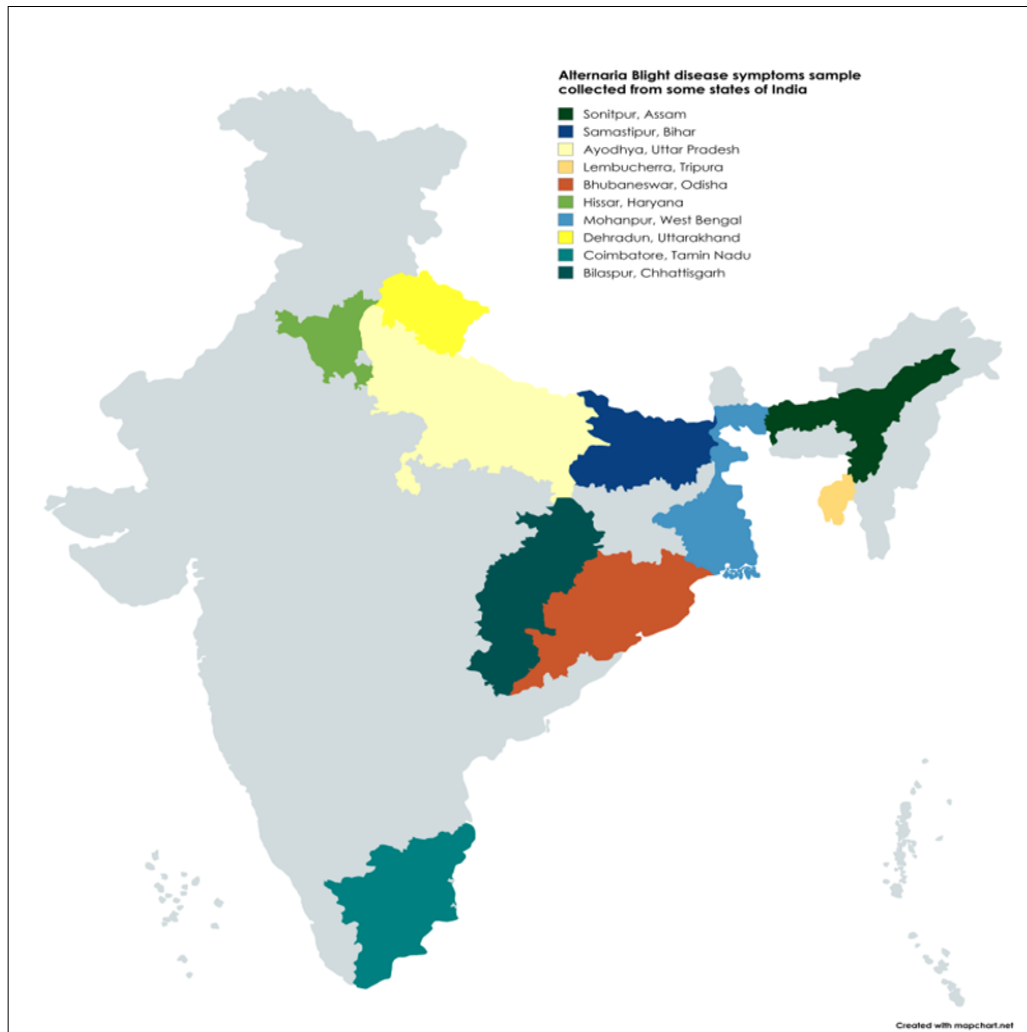 Alternaria Blight disease symptoms sample
collected from some states of India
Sonitpur, Assam
Samastipur, Bihar
Ayodhya, Uttar Pradesh
Lembucherra, Tripura
Bhubaneswar, Odisha
Hissar, Haryana
Mohanpur, West Bengal
Dehradun, Uttarakhand
Coimbatore, Tamin Nadu
Bilaspur, Chhattisgarh
Created with mapchart.net